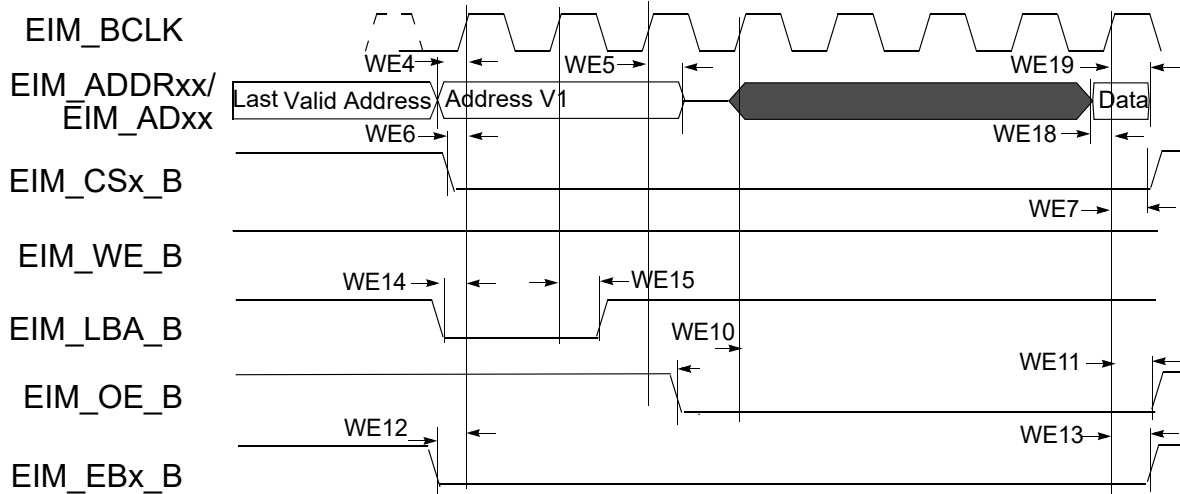 EIM_BCLK
WE4
WE5
WE19
EIM_ADDRxx/
EIM_ADxx
Last Valid Address
Address V1
Data
WE6
WE18
EIM_CSx_B
WE7
EIM_WE_B
WE14
WE15
EIM_LBA_B
WE10
WE11
EIM_OE_B
WE12
WE13
EIM_EBx_B